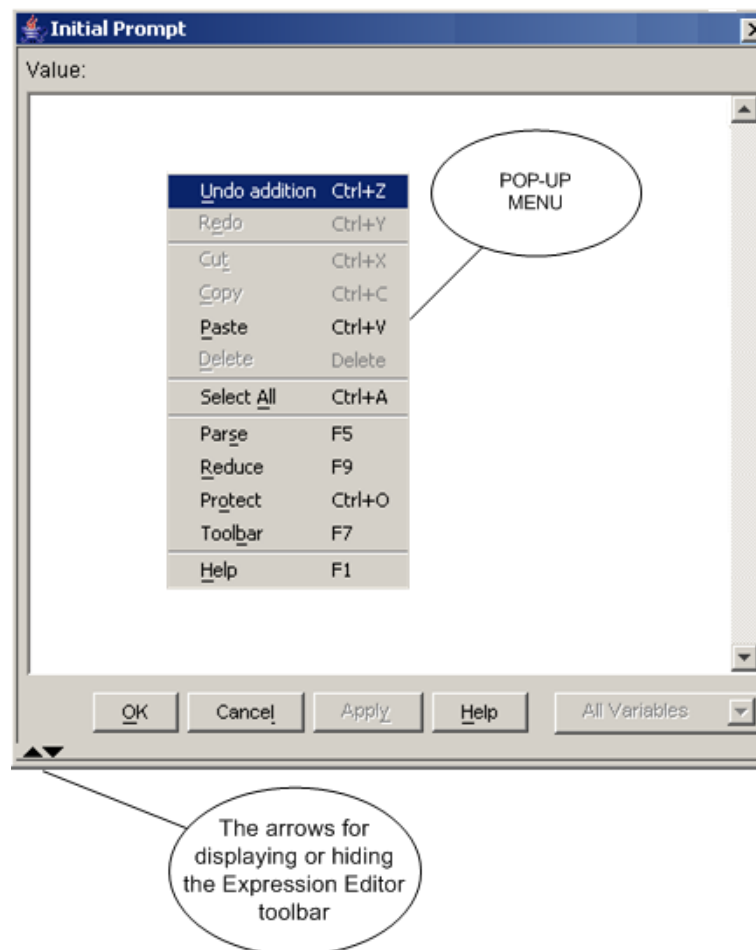 Initial Prompt
Value:
POP-UP
MENU
Undo addition Ctrl+Z
Redo Ctrl+Y
Cut Ctrl+X
Copy Ctrl+C
Paste Ctrl+V
Delete Delete
Select All Ctrl+A
Parse F5
Reduce F9
Protect Ctrl+O
Toolbar F7
Help F1
OK Cancel Apply Help All Variables
The arrows for
displaying or hiding
the Expression Editor
toolbar